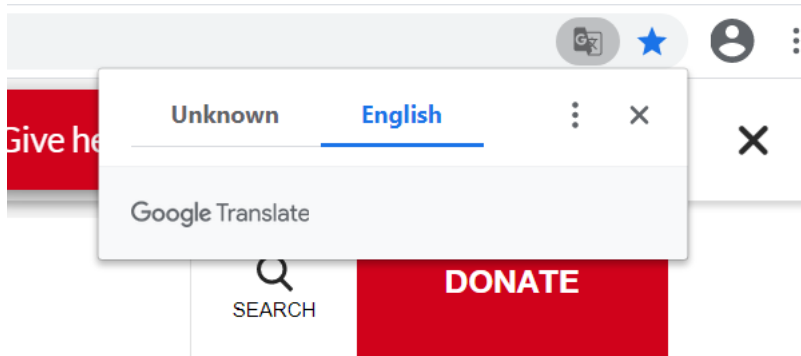 Unknown English
Give he
Google Translate
SEARCH
DONATE